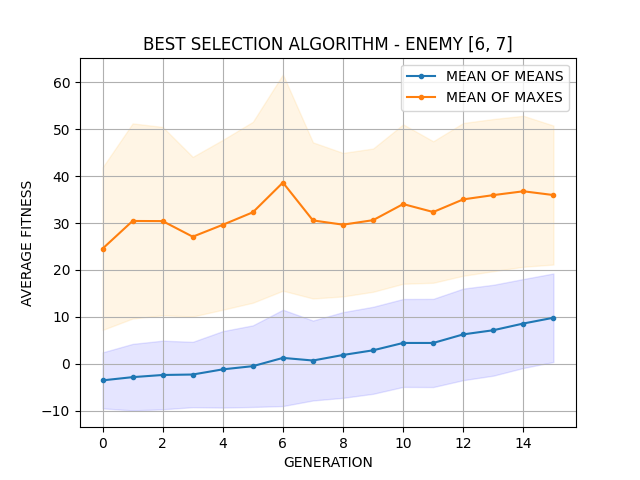 BEST SELECTION ALGORITHM - ENEMY [6, 7]
MEAN OF MEANS
MEAN OF MAXES
AVERAGE FITNESS
60
50
40
30
20
10
0
−10
0 2 4 6 8 10 12 14
GENERATION